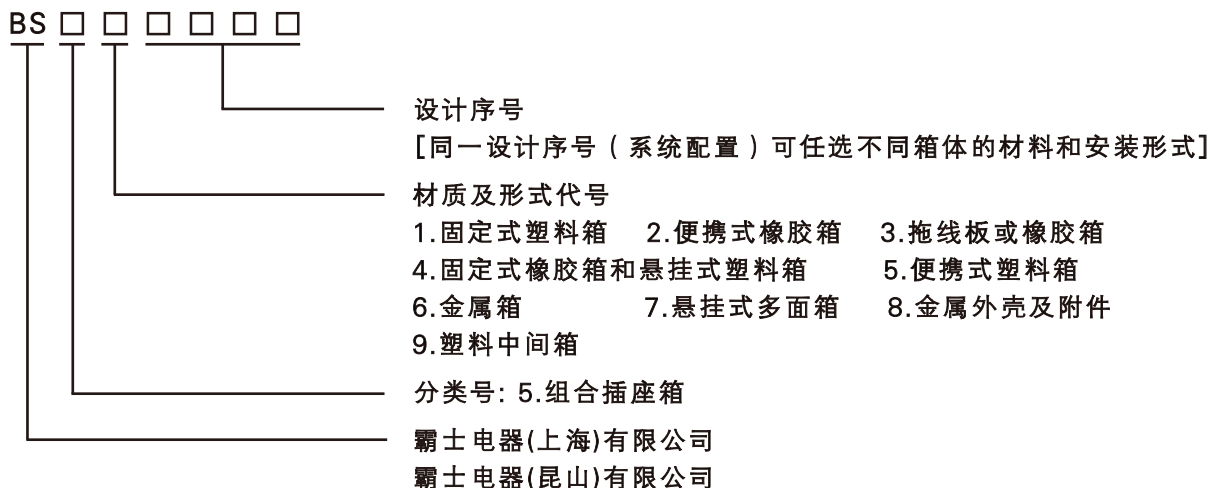 BS□□□□□□
设计序号
[同一设计序号（系统配置）可任选不同箱体的材料和安装形式]
材质及形式代号
1.固定式塑料箱 2.便携式橡胶箱 3.拖线板或橡胶箱
4.固定式橡胶箱和悬挂式塑料箱 5.便携式塑料箱
6.金属箱 7.悬挂式多面箱 8.金属外壳及附件
9.塑料中间箱
分类号: 5.组合插座箱
霸士电器(上海)有限公司
霸士电器(昆山)有限公司